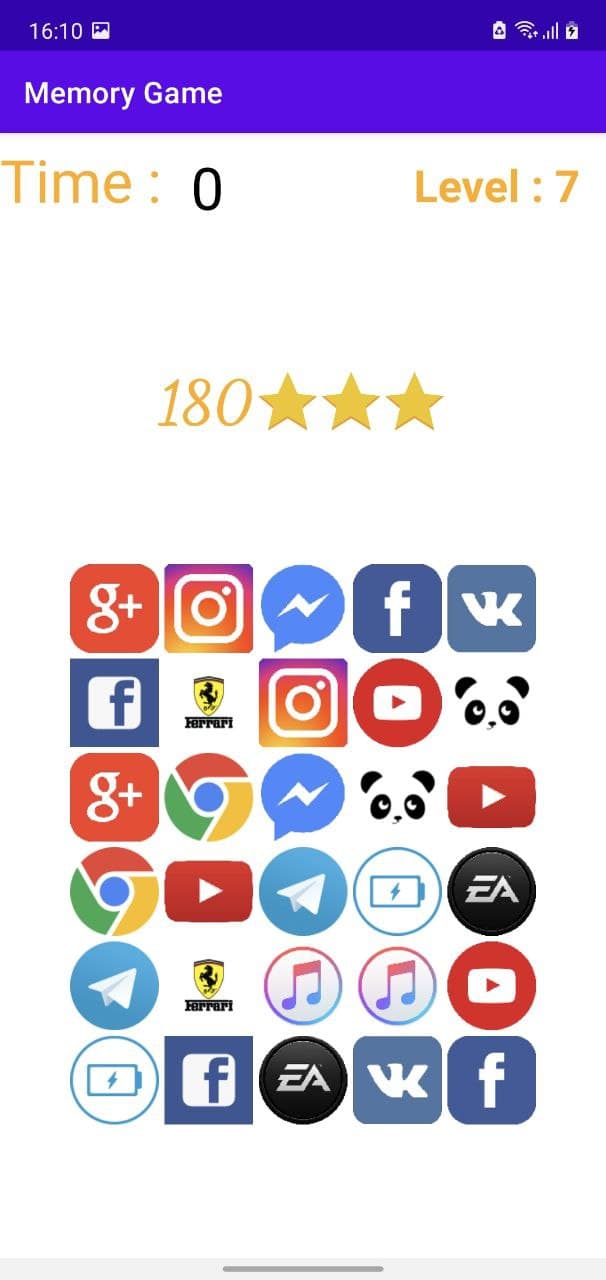 16:10
Memory Game
Time : 0
Level : 7
180
g+ f VK
f Ferrari
g+
EA
Ferrari
f EA VK f